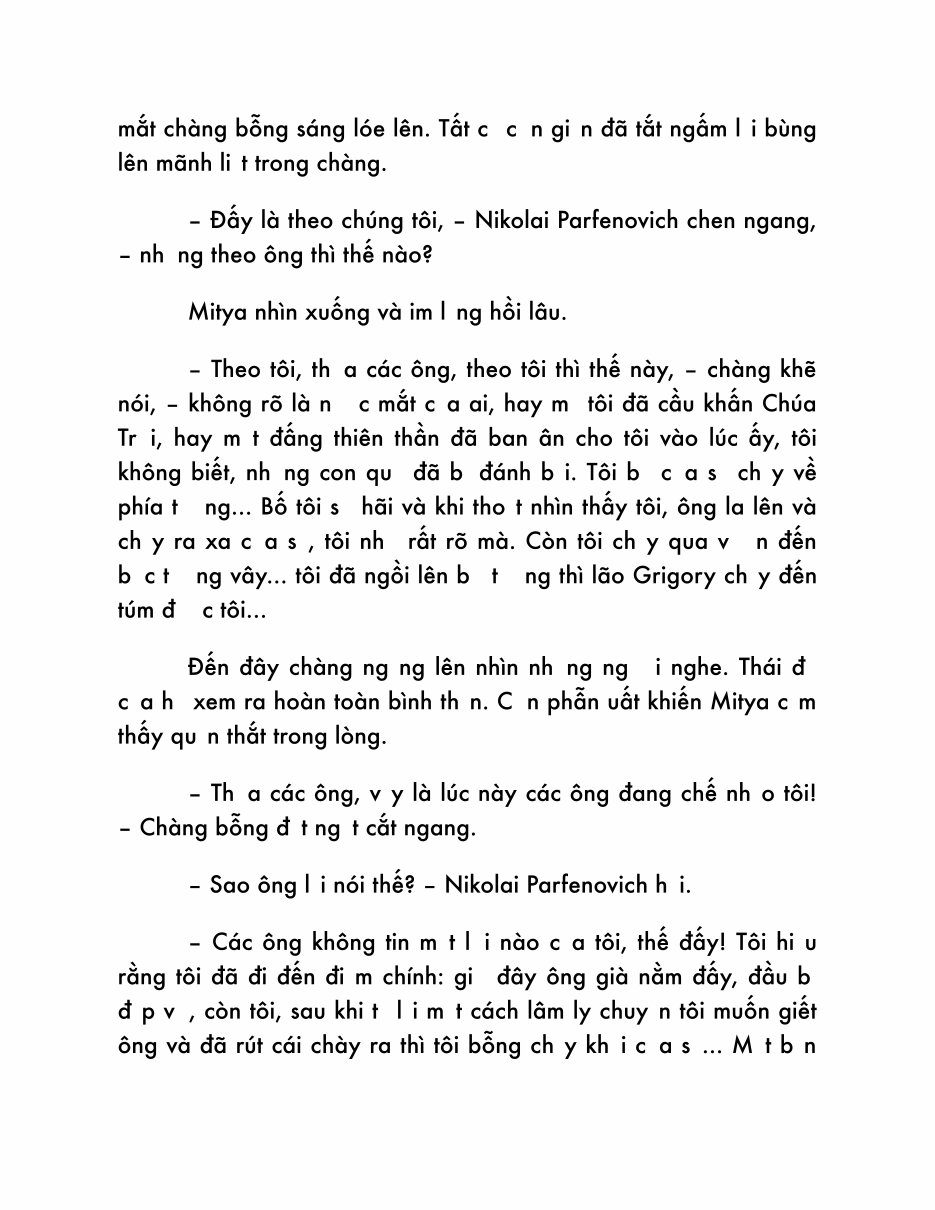 mắt chàng bỗng sáng lóe lên. Tất c c n gi n đã tắt ngấm l i bùng
lên mãnh li t trong chàng.
– Đấy là theo chúng tôi, – Nikolai Parfenovich chen ngang,
– nh ng theo ông thì thế nào?
Mitya nhìn xuống và im l ng hồi lâu.
– Theo tôi, th a các ông, theo tôi thì thế này, – chàng khẽ
nói, – không rõ là n c mắt c a ai, hay m tôi đã cầu khấn Chúa
Tr i, hay m t đấng thiên thần đã ban ân cho tôi vào lúc ấy, tôi
không biết, nh ng con qu đã b đánh b i. Tôi b c a s ch y về
phía t ng... Bố tôi s hãi và khi tho t nhìn thấy tôi, ông la lên và
ch y ra xa c a s , tôi nh rất rõ mà. Còn tôi ch y qua v n đến
b c t ng vây... tôi đã ngồi lên b t ng thì lão Grigory ch y đến
túm đ c tôi...
Đến đây chàng ng ng lên nhìn nh ng ng i nghe. Thái đ
c a h xem ra hoàn toàn bình th n. C n phẫn uất khiến Mitya c m
thấy qu n thắt trong lòng.
– Th a các ông, v y là lúc này các ông đang chế nh o tôi!
– Chàng bỗng đ t ng t cắt ngang.
– Sao ông l i nói thế? – Nikolai Parfenovich h i.
– Các ông không tin m t l i nào c a tôi, thế đấy! Tôi hi u
rằng tôi đã đi đến đi m chính: gi đây ông già nằm đấy, đầu b
đ p v , còn tôi, sau khi t l i m t cách lâm ly chuy n tôi muốn giết
ông và đã rút cái chày ra thì tôi bỗng ch y kh i c a s ... M t b n